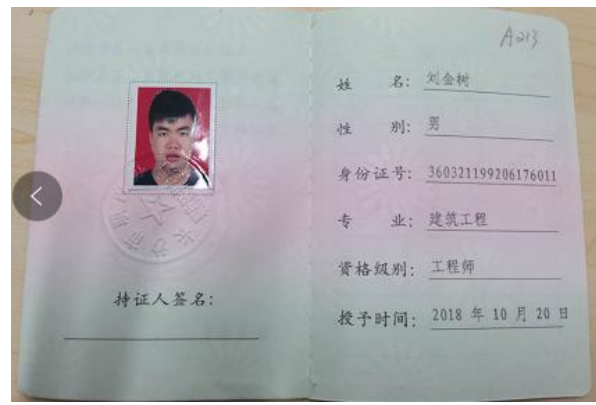 A213
姓 名: 刘金树
性 别: 男
身份证号: 360321199206176011
专 业: 建筑工程
资格级别: 工程师
授予时间: 2018 年 10 月 20 日
持证人签名: